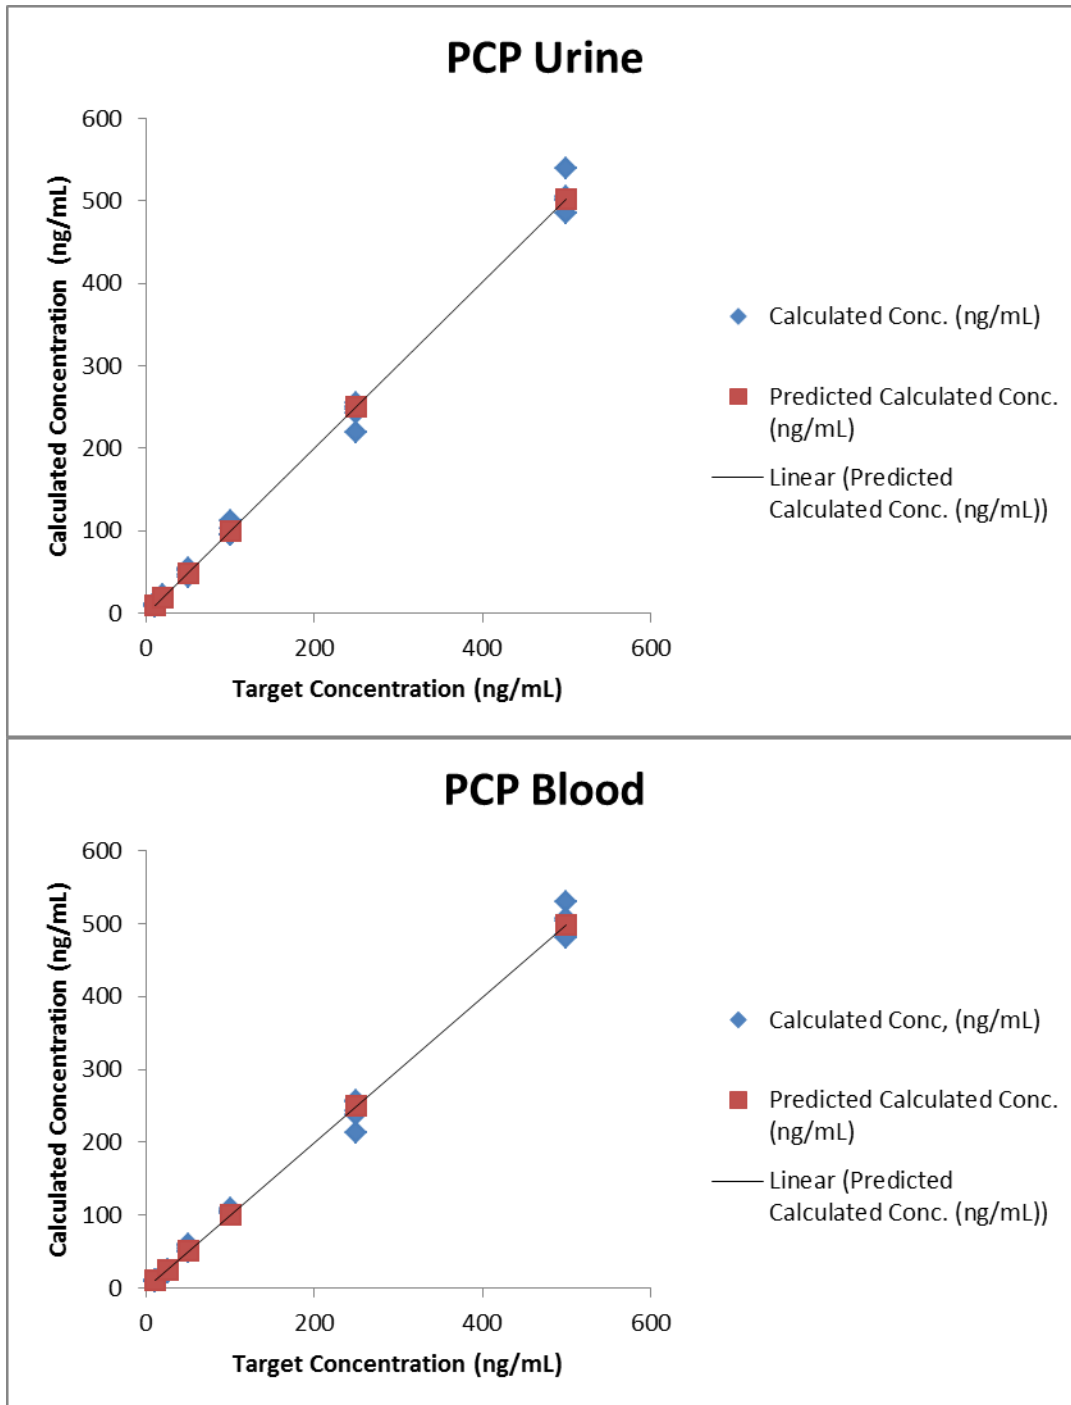 PCP Urine
600
500
400
300
200
100
0
0
200
400
600
Calculated Concentration (ng/mL)
Target Concentration (ng/mL)
Calculated Conc. (ng/mL)
Predicted Calculated Conc.
(ng/mL)
Linear (Predicted
Calculated Conc. (ng/mL))
PCP Blood
600
500
400
300
200
100
0
0
200
400
600
Calculated Concentration (ng/mL)
Target Concentration (ng/mL)
Calculated Conc, (ng/mL)
Predicted Calculated Conc.
(ng/mL)
Linear (Predicted
Calculated Conc. (ng/mL))